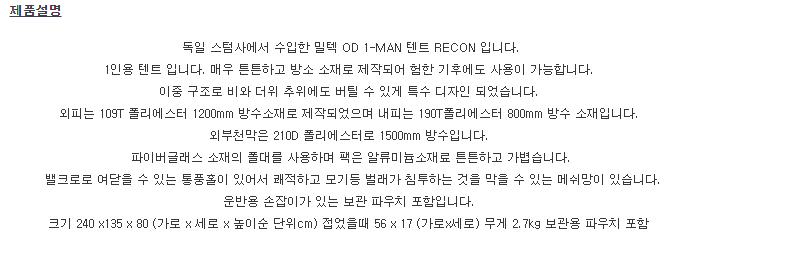 제품설명
독일 스텀사에서 수입한 밀텍 OD 1-MAN 텐트 RECON 입니다.
1인용 텐트 입니다. 매우 튼튼하고 방소 소재로 제작되어 험한 기후에도 사용이 가능합니다.
이중 구조로 비와 더위 추위에도 버틸 수 있게 특수 디자인 되었습니다.
외피는 109T 폴리에스터 1200mm 방수소재로 제작되었으며 내피는 190T폴리에스터 800mm 방수 소재입니다.
외부천막은 210D 폴리에스터로 1500mm 방수입니다.
파이버글래스 소재의 폴대를 사용하며 팩은 알류미늄소재로 튼튼하고 가볍습니다.
밸크로로 여닫을 수 있는 통풍홀이 있어서 쾌적하고 모기등 벌래가 침투하는 것을 막을 수 있는 메쉬망이 있습니다.
운반용 손잡이가 있는 보관 파우치 포함입니다.
크기 240 x135 x 80 (가로 x 세로 x 높이순 단위cm) 접었을때 56 x 17 (가로x세로) 무게 2.7kg 보관용 파우치 포함